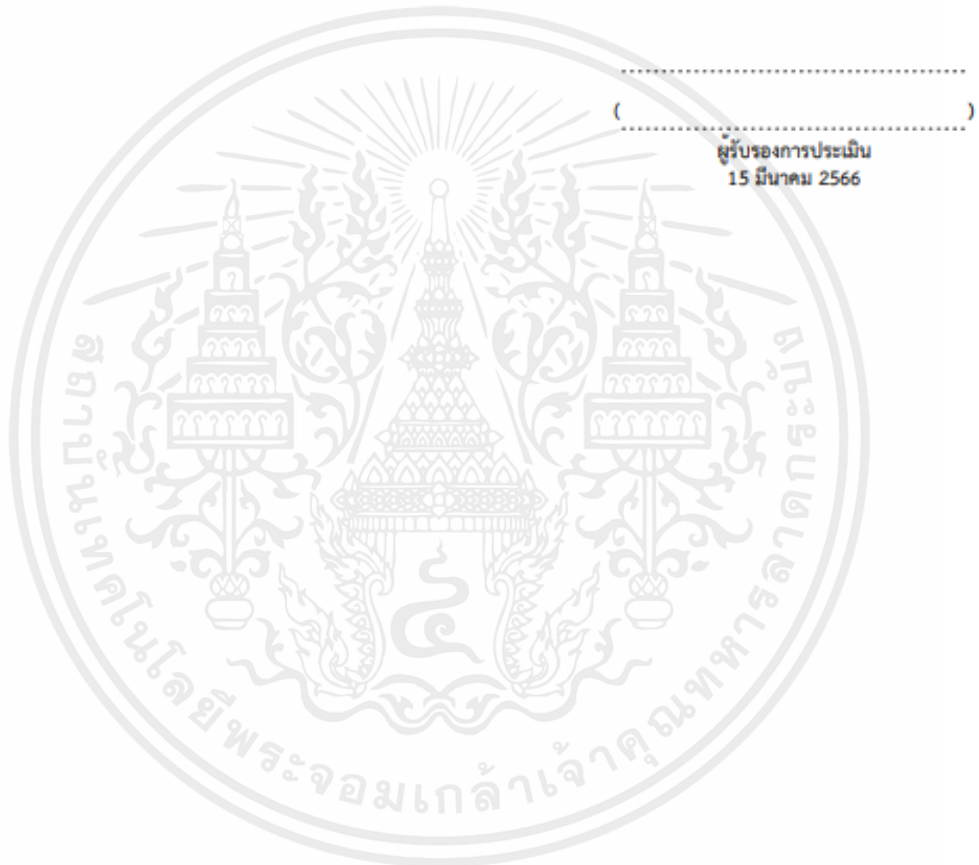 ........................................
(........................................)
ผู้รับรองการประเมิน
15 มีนาคม 2566
สถาบันเทคโนโลยีพระจอมเกล้าเจ้าคุณทหารลาดกระบัง
๔